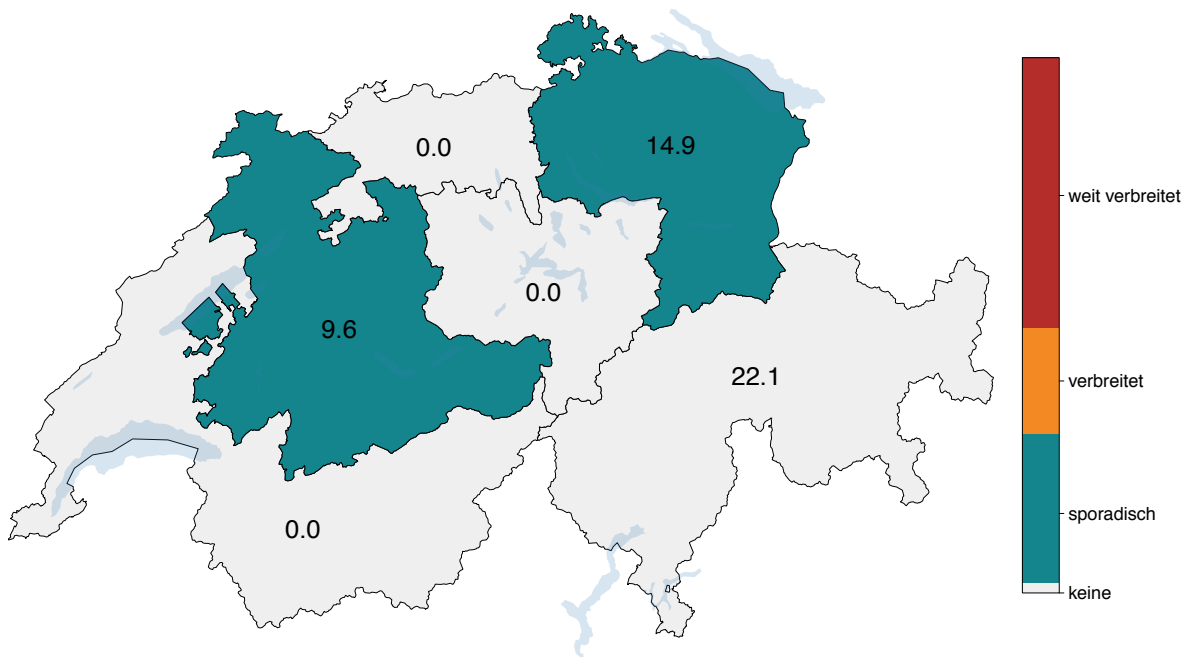 0.0
14.9
weit verbreitet
0.0
9.6
22.1
verbreitet
0.0
sporadisch
keine